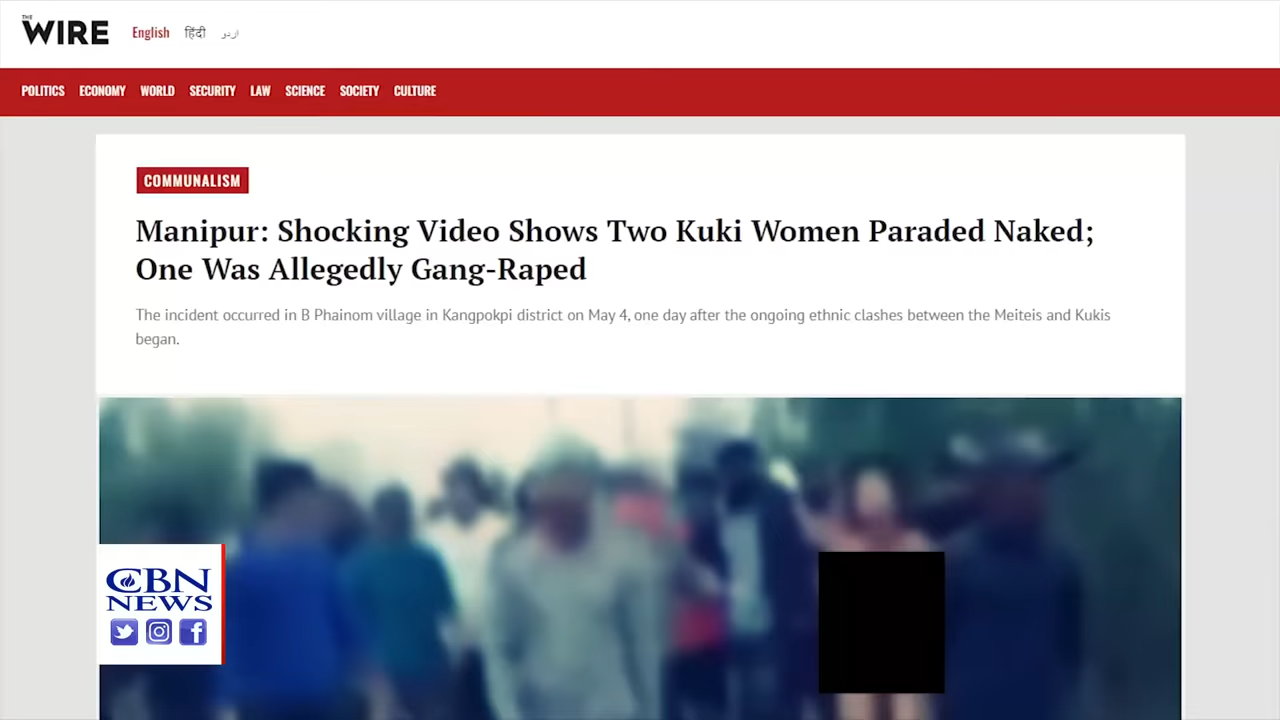 THE
WIRE
English हिंदी اردو
POLITICS ECONOMY WORLD SECURITY LAW SCIENCE SOCIETY CULTURE
COMMUNALISM
Manipur: Shocking Video Shows Two Kuki Women Paraded Naked;
One Was Allegedly Gang-Raped
The incident occurred in B Phainom village in Kangpokpi district on May 4, one day after the ongoing ethnic clashes between the Meiteis and Kukis
began.
CBN
NEWS